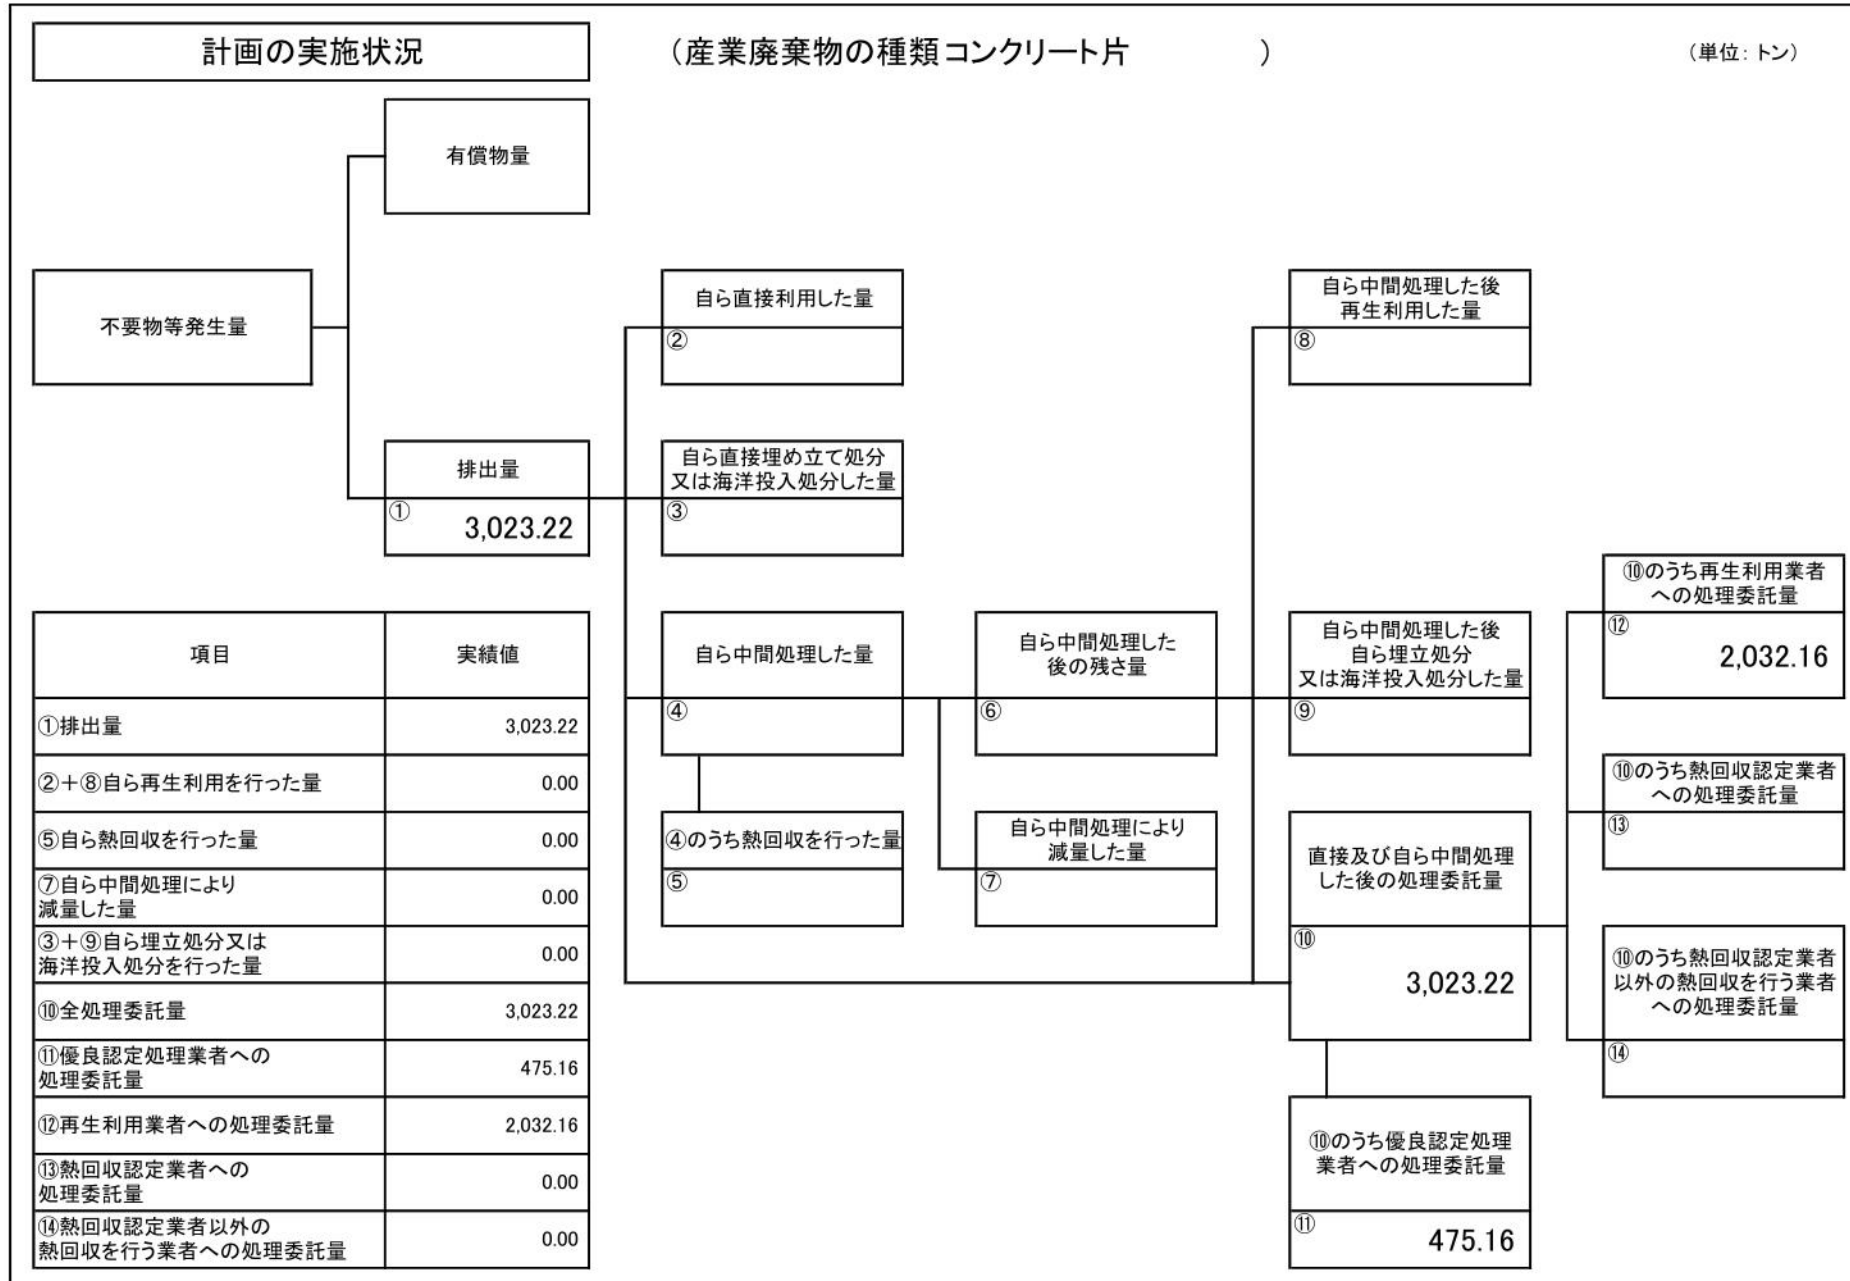 計画の実施状況
（産業廃棄物の種類コンクリート片　　　　）
（単位：トン）
有償物量
不要物等発生量
自ら直接利用した量
②
自ら中間処理した後
再生利用した量
⑧
排出量
①
3,023.22
自ら直接埋め立て処分
又は海洋投入処分した量
③
自ら中間処理した量
④
自ら中間処理した
後の残さ量
⑥
自ら中間処理した後
自ら埋立処分
又は海洋投入処分した量
⑨
⑩のうち再生利用業者
への処理委託量
⑫
2,032.16
④のうち熱回収を行った量
⑤
自ら中間処理により
減量した量
⑦
直接及び自ら中間処理
した後の処理委託量
⑩
3,023.22
⑩のうち熱回収認定業者
への処理委託量
⑬
⑩のうち熱回収認定業者
以外の熱回収を行う業者
への処理委託量
⑭
⑩のうち優良認定処理
業者への処理委託量
⑪
475.16
項目 実績値
①排出量 3,023.22
②＋⑧自ら再生利用を行った量 0.00
⑤自ら熱回収を行った量 0.00
⑦自ら中間処理により
減量した量 0.00
③＋⑨自ら埋立処分又は
海洋投入処分を行った量 0.00
⑩全処理委託量 3,023.22
⑪優良認定処理業者への
処理委託量 475.16
⑫再生利用業者への処理委託量 2,032.16
⑬熱回収認定業者への
処理委託量 0.00
⑭熱回収認定業者以外の
熱回収を行う業者への処理委託量 0.00